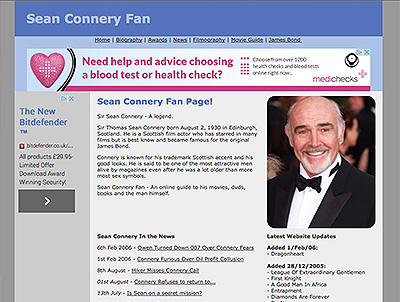 Sean Connery Fan
Home | Biography | Awards | News | Filmography | Movie Guide | James Bond
Need help and advice choosing
a blood test or health check?
Choose from over 1200
health checks and blood tests
online right now...
medichecks
The New
Bitdefender
™
bitdefender.co.uk/...
All products £29.95-
Limited Offer
Download Award
Winning Security!
Sean Connery Fan Page!
Sir Sean Connery - A legend.
Sir Thomas Sean Connery born August 2, 1930 in Edinburgh,
Scotland. He is a Scottish film actor who has starred in many
films but is best know and became famous for the original
James Bond.
Connery is known for his trademark Scottish accent and his
good looks. He is said to be one of the most attractive men
alive by magazines even after he was a lot older than more
most sex symbols.
Sean Connery Fan - An online guide to his movies, dvds,
books and the man himself.
Sean Connery In the News
6th Feb 2006 - Owen Turned Down 007 Over Connery Fears
1st Feb 2006 - Connery Furious Over Oil Profit Collusion
8th August - Hiker Misses Connery Call
01st August - Connery Refuses to return to...
13th July - Is Sean on a secret mission?
Latest Website Updates
Added 1/Feb/06:
- Dragonheart
Added 28/12/2005:
- League Of Extraordinary Gentlemen
- First Knight
- A Good Man In Africa
- Entrapment
- Diamonds Are Forever